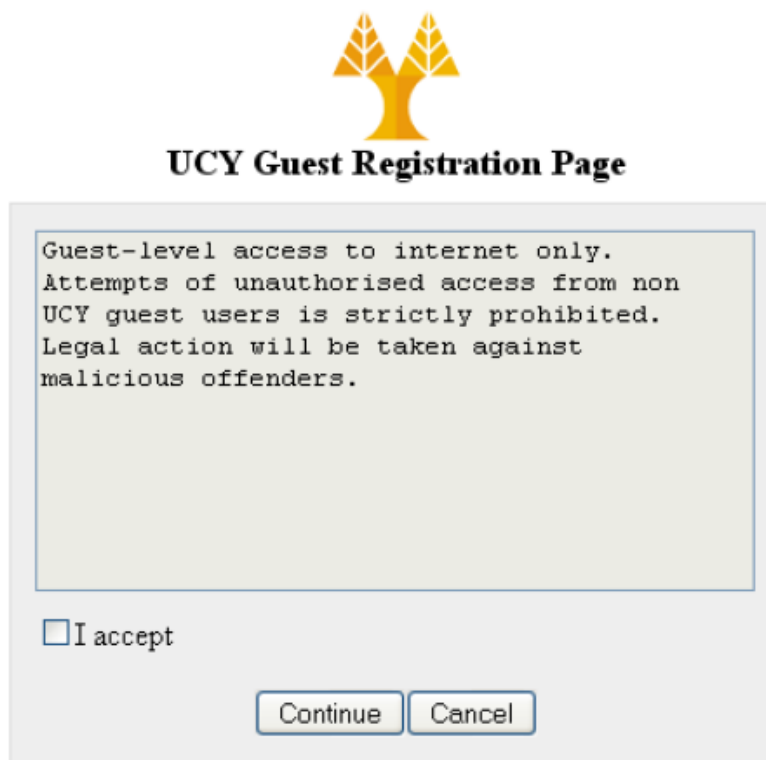 UCY Guest Registration Page
Guest-level access to internet only.
Attempts of unauthorised access from non
UCY guest users is strictly prohibited.
Legal action will be taken against
malicious offenders.
I accept
Continue Cancel